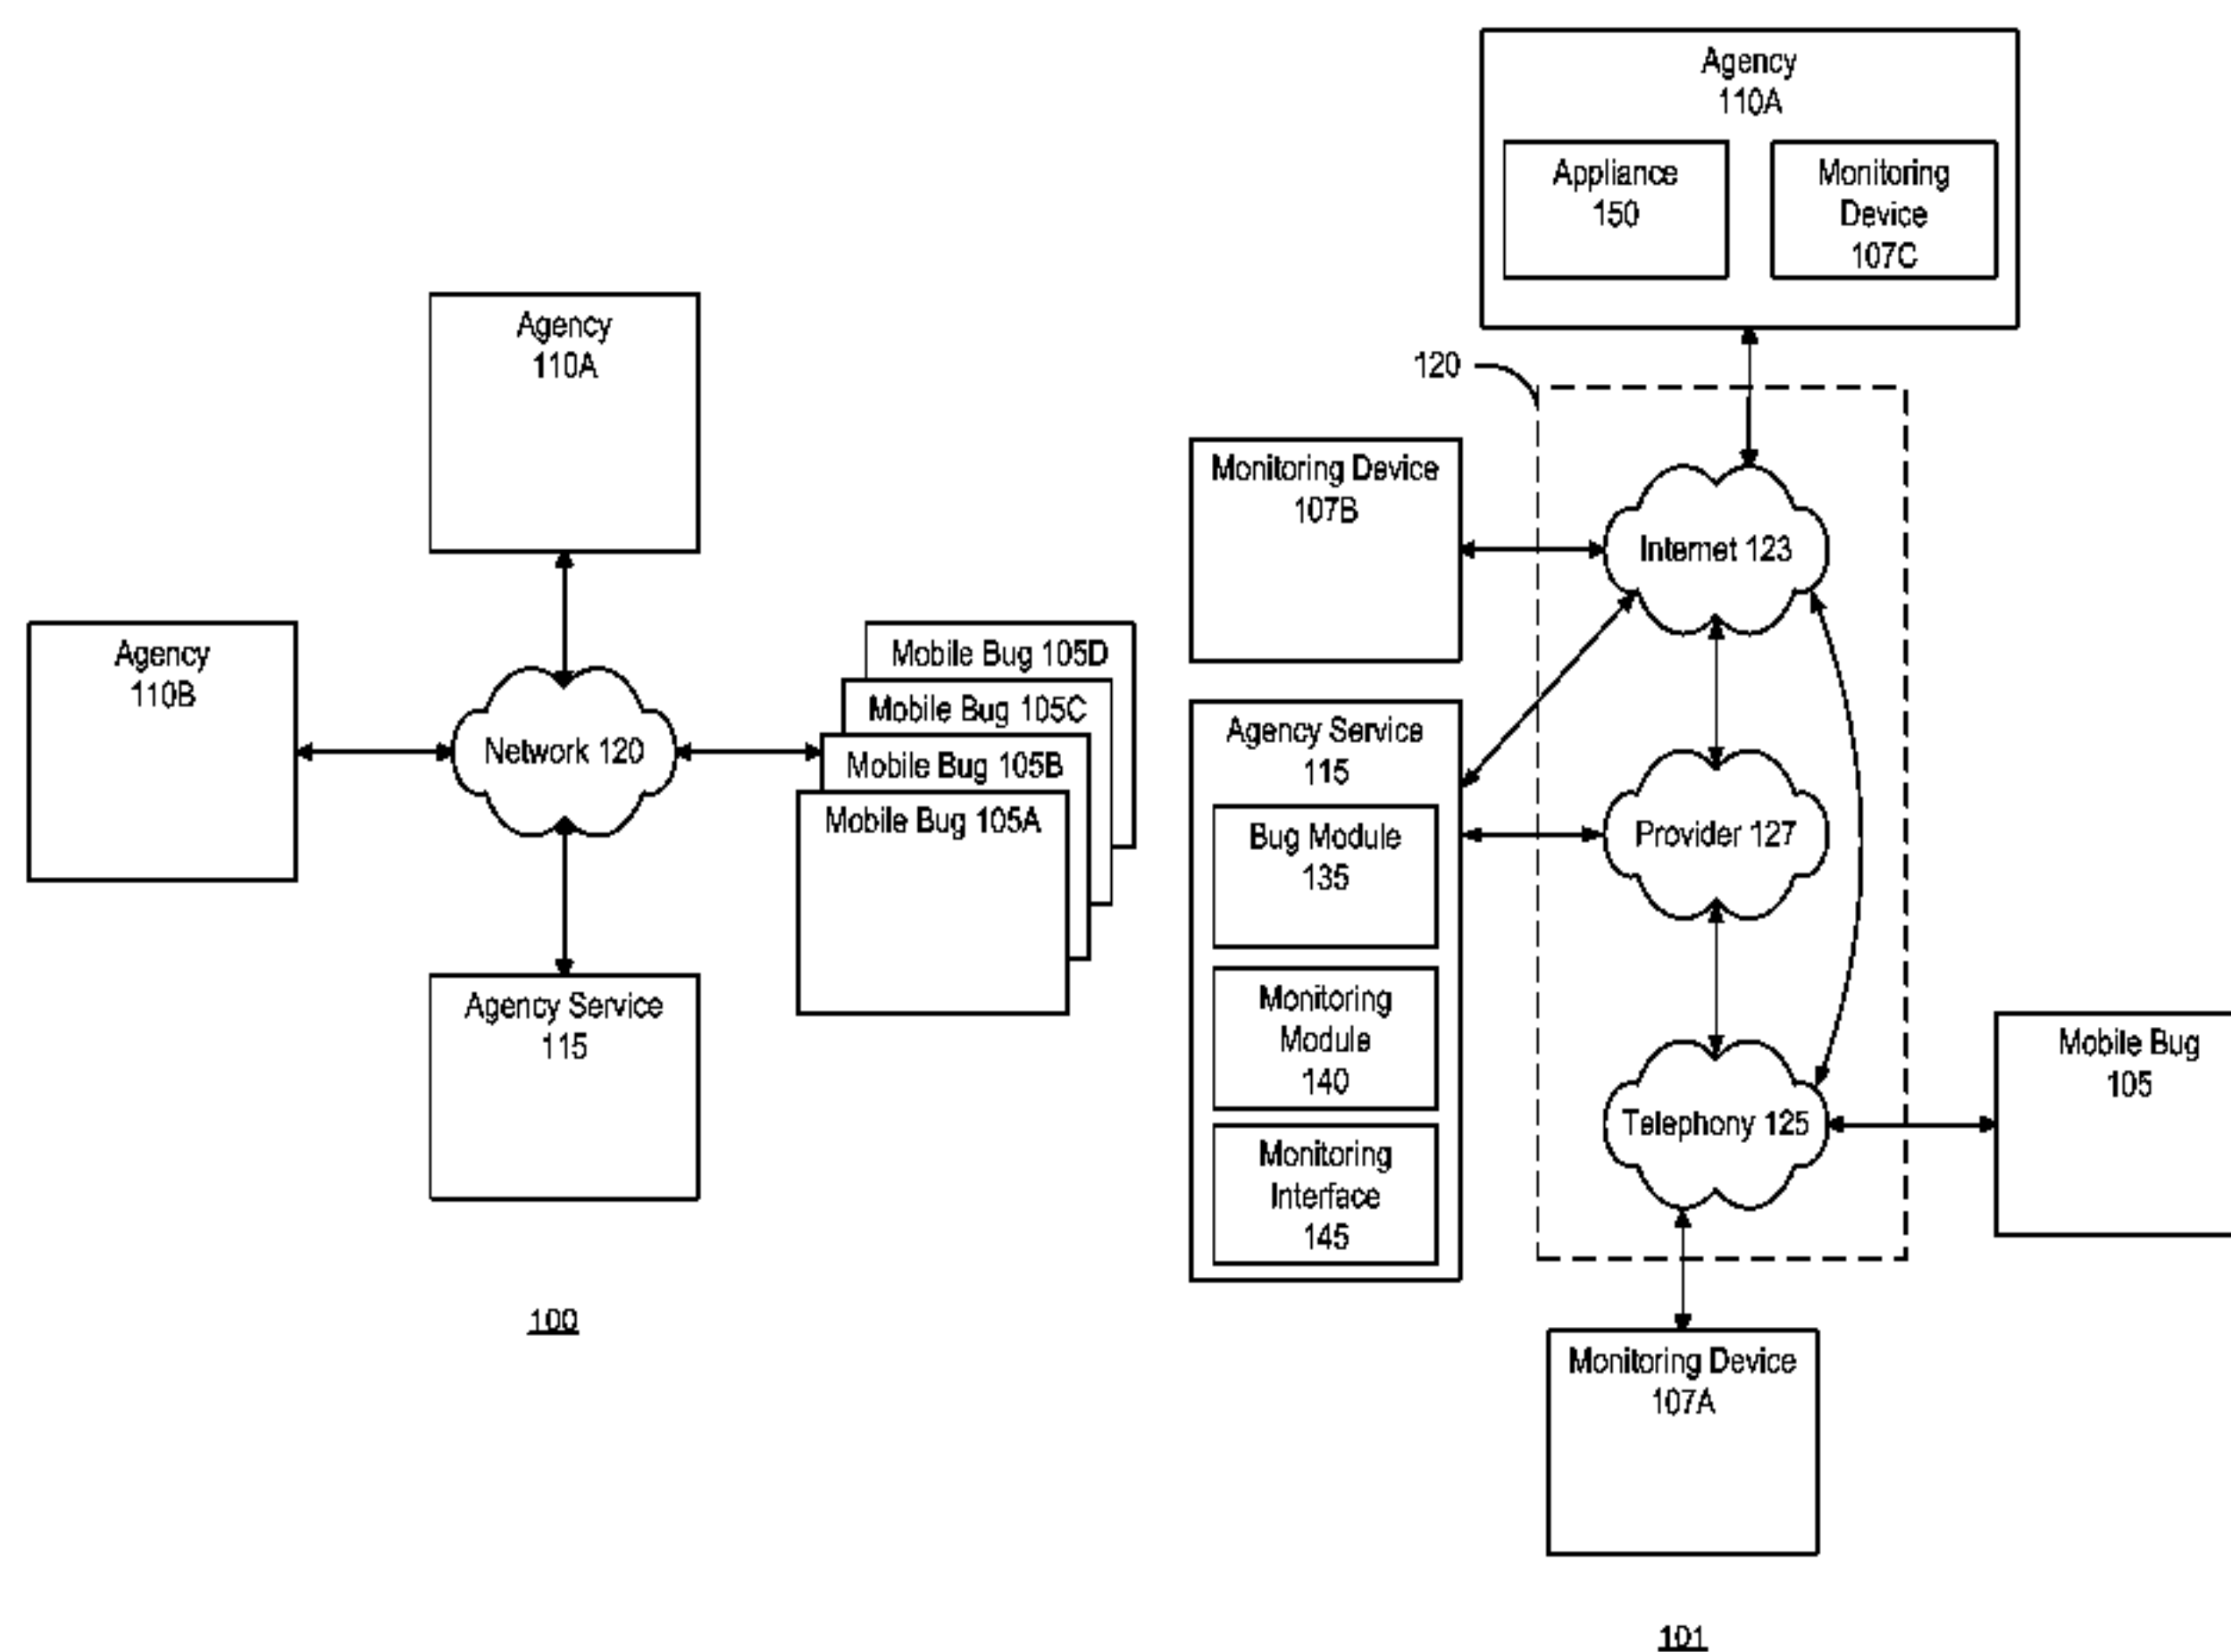 Agency
110A
Agency
110B
Network 120
Mobile Bug 105D
Mobile Bug 105C
Mobile Bug 105B
Mobile Bug 105A
Agency Service
115
100
Agency
110A
Appliance
150
Monitoring
Device
107C
120
Monitoring Device
107B
Internet 123
Agency Service
115
Bug Module
135
Monitoring
Module
140
Monitoring
Interface
145
Provider 127
Telephony 125
Mobile Bug
105
Monitoring Device
107A
101